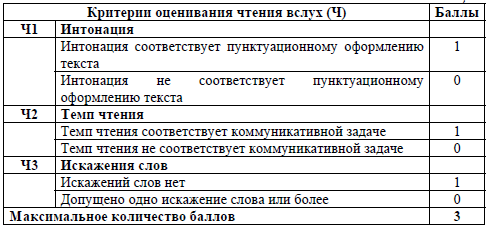 Критерии оценивания чтения вслух (Ч) Баллы
Ч1 Интонация
Интонация соответствует пунктуационному оформлению 1
текста
Интонация не соответствует пунктуационному 0
оформлению текста
Ч2 Темп чтения
Темп чтения соответствует коммуникативной задаче 1
Темп чтения не соответствует коммуникативной задаче 0
Ч3 Искажения слов
Искажений слов нет 1
Допущено одно искажение слова или более 0
Максимальное количество баллов 3